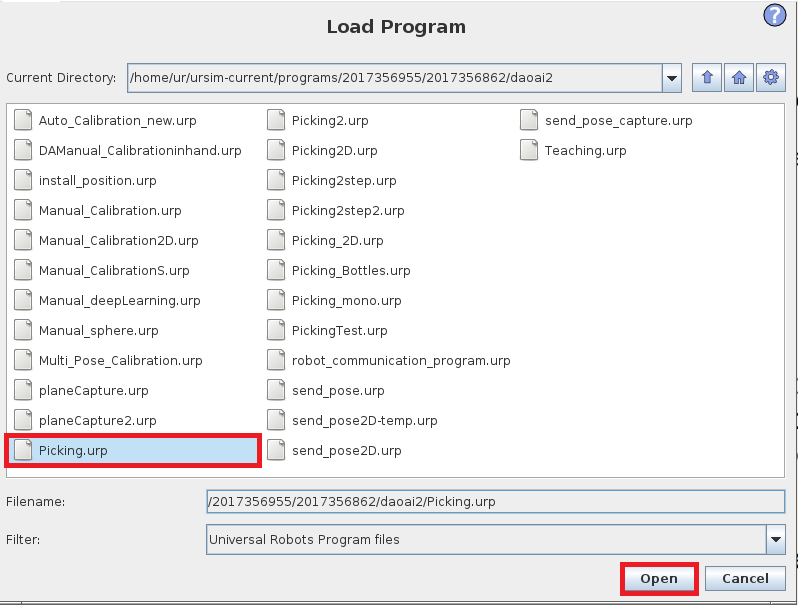 Load Program
?
Current Directory: /home/ur/ursim-current/programs/2017356955/2017356862/daoai2
Auto_Calibration_new.urp
DAManual_Calibrationinhand.urp
install_position.urp
Manual_Calibration.urp
Manual_Calibration2D.urp
Manual_CalibrationS.urp
Manual_deepLearning.urp
Manual_sphere.urp
Multi_Pose_Calibration.urp
planeCapture.urp
planeCapture2.urp
Picking.urp
Picking2.urp
Picking2D.urp
Picking2step.urp
Picking2step2.urp
Picking_2D.urp
Picking_Bottles.urp
Picking_mono.urp
PickingTest.urp
robot_communication_program.urp
send_pose.urp
send_pose2D-temp.urp
send_pose2D.urp
send_pose_capture.urp
Teaching.urp
Filename: /2017356955/2017356862/daoai2/Picking.urp
Filter: Universal Robots Program files
Open Cancel